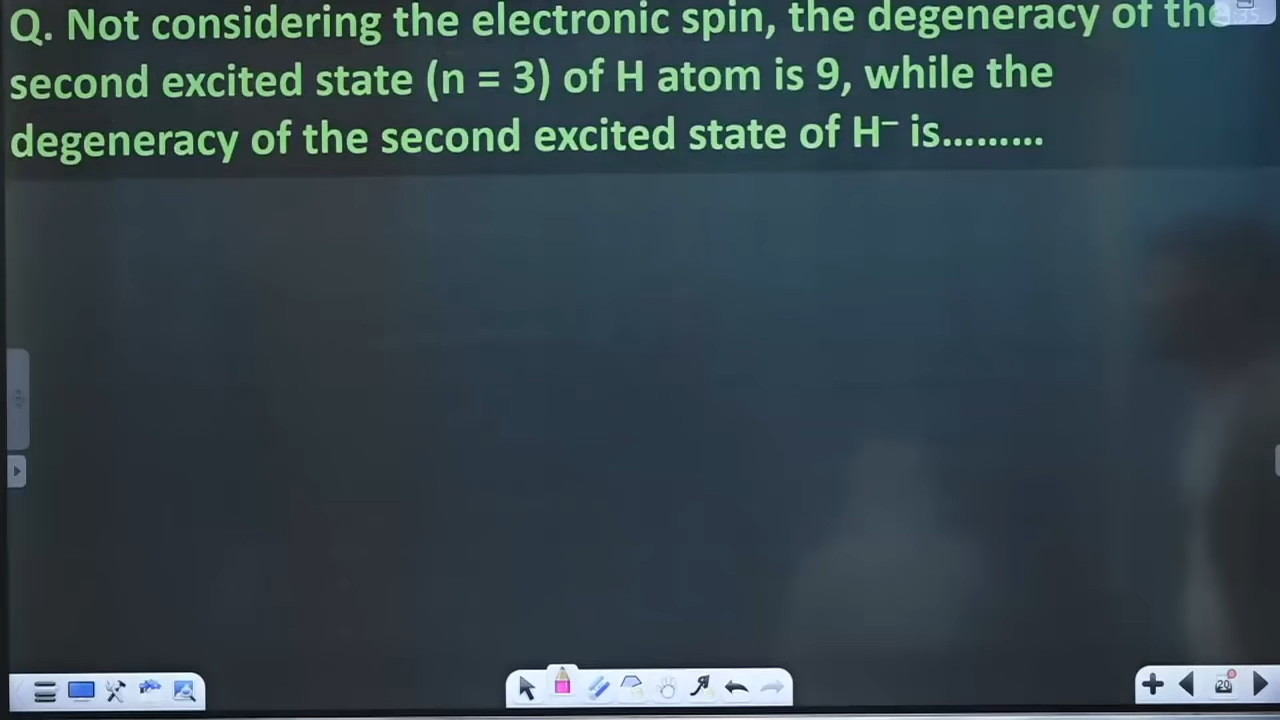 Q. Not considering the electronic spin, the degeneracy of the
second excited state (n = 3) of H atom is 9, while the
degeneracy of the second excited state of H⁻ is.........
20